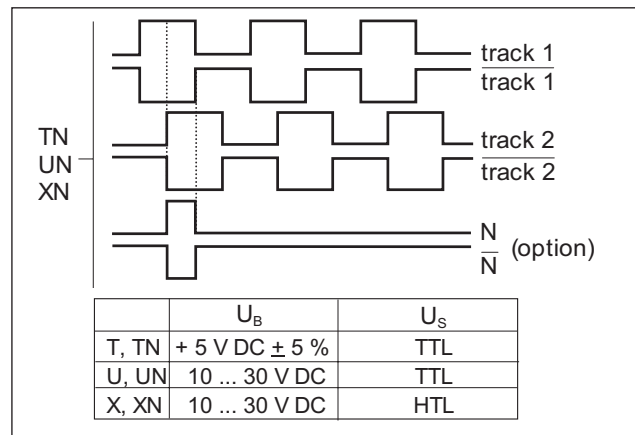 track 1
track 1
TN
UN
XN
track 2
track 2
N
N (option)
U_B U_S
T, TN + 5 V DC ± 5 % TTL
U, UN 10 ... 30 V DC TTL
X, XN 10 ... 30 V DC HTL